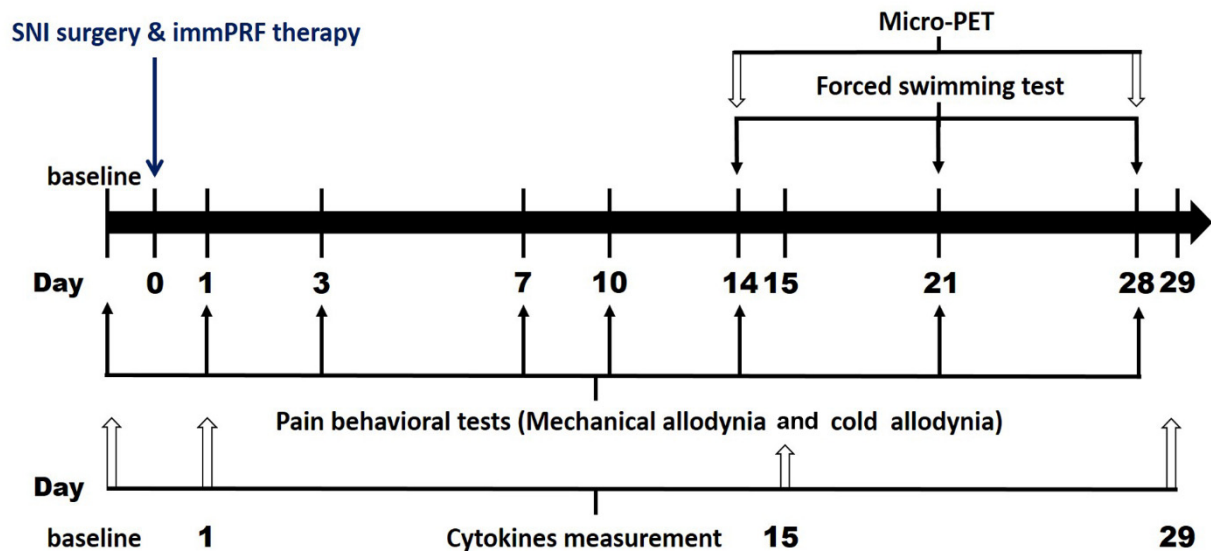 Micro-PET
SNI surgery & immPRF therapy
Forced swimming test
baseline
Day 0 1 3 7 10 14 15 21 28 29
Pain behavioral tests (Mechanical allodynia and cold allodynia)
Day
baseline 1 Cytokines measurement 15 29